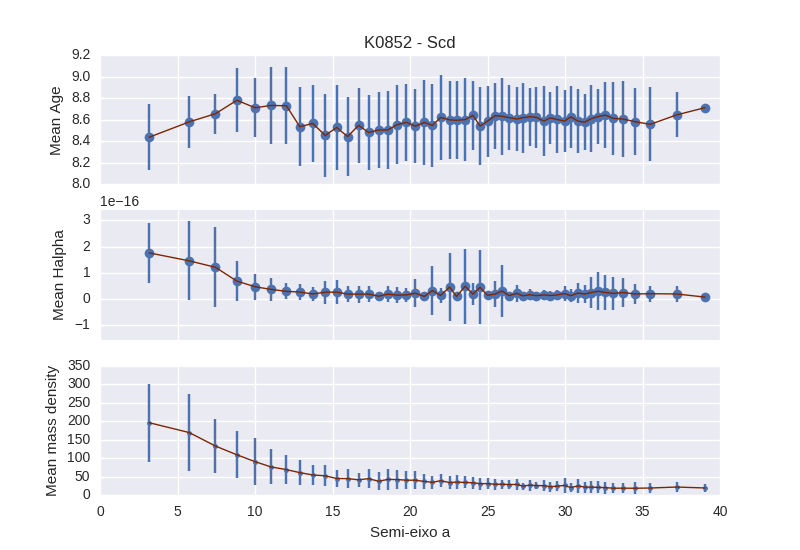 K0852 - Scd
9.2
9.0
8.8
8.6
8.4
8.2
8.0
Mean Age
1e−16
3
2
1
0
−1
Mean Halpha
350
300
250
200
150
100
50
0
Mean mass density
0 5 10 15 20 25 30 35 40
Semi-eixo a